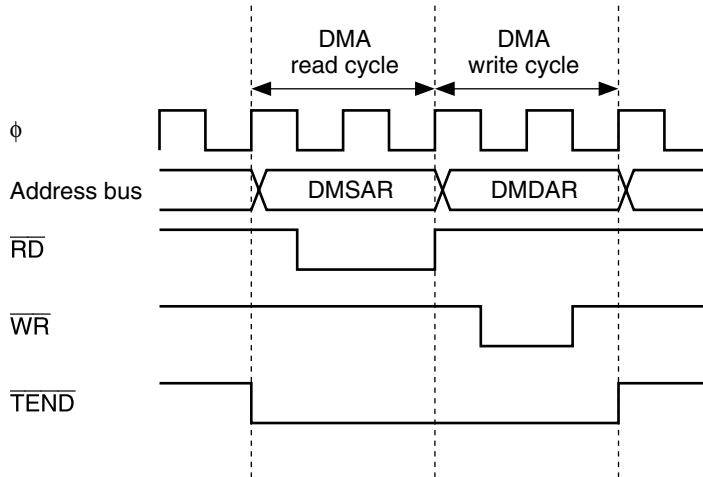 DMA
read cycle
DMA
write cycle
ϕ
Address bus
DMSAR
DMDAR
RD
WR
TEND